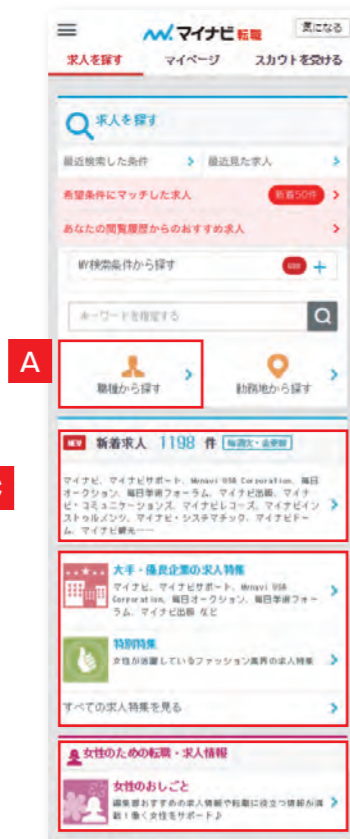 マイナビ転職
気になる
求人を探す
マイページ
スカウトを受ける
求人を探す
最近検索した条件
最近見た求人
希望条件にマッチした求人
新着50件
あなたの閲覧履歴からのおすすめ求人
MY検索条件から探す
キーワードを指定する
A
職種から探す
勤務地から探す
新着求人 1198 件 毎週火・金更新
マイナビ、マイナビサポート、Mynavi USA Corporation、毎日
オークション、毎日学術フォーラム、マイナビ出版、マイナ
ビ・コミュニケーションズ、マイナビレコーズ、マイナビイン
ストゥルメンツ、マイナビ・システマチック、マイナビドー
ム、マイナビ観光……
大手・優良企業の求人特集
マイナビ、マイナビサポート、Mynavi USA
Corporation、毎日オークション、毎日学術フォー
ラム、マイナビ出版 など
特別特集
女性が活躍しているファッション業界の求人特集
すべての求人特集を見る
女性のための転職・求人情報
女性のおしごと
編集部おすすめの求人情報や転職に役立つ情報が満
載！働く女性をサポート♪